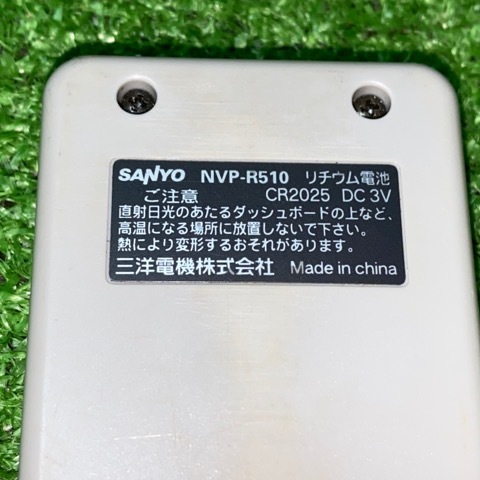 SANYO NVP-R510 リチウム電池
ご注意 CR2025 DC 3V
直射日光のあたるダッシュボードの上など、
高温になる場所に放置しないで下さい。
熱により変形するおそれがあります。
三洋電機株式会社 Made in china